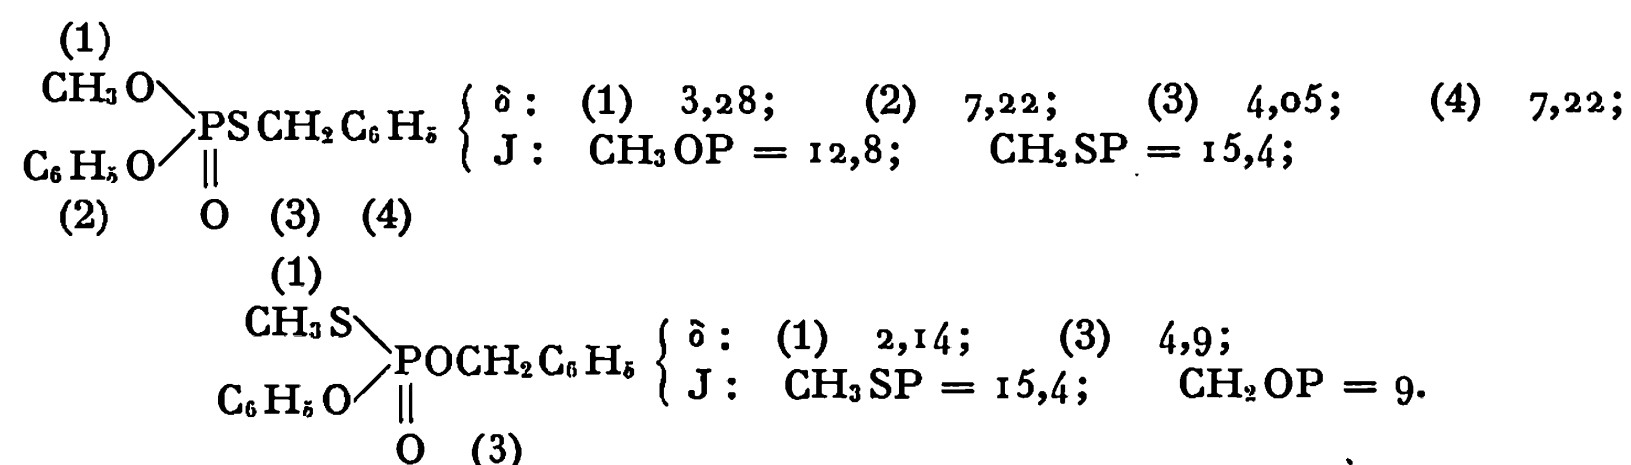 (1)
CH₃O
PSCH₂C₆H₅ { δ : (1) 3,28; (2) 7,22; (3) 4,05; (4) 7,22;
J : CH₃OP = 12,8; CH₂SP = 15,4;
C₆H₅O
(2) O (3) (4)
(1)
CH₃S
POCH₂C₆H₅ { δ : (1) 2,14; (3) 4,9;
J : CH₃SP = 15,4; CH₂OP = 9.
C₆H₅O
O (3)